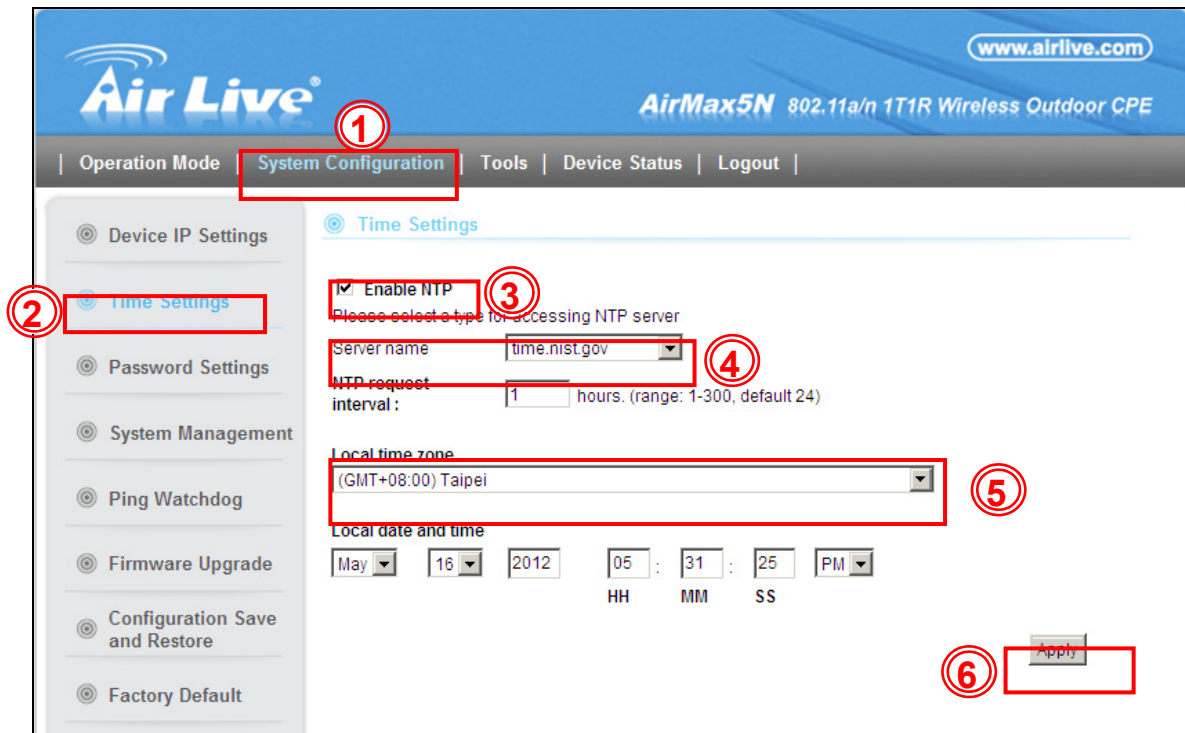 www.airlive.com
Air Live®
AirMax5N 802.11a/n 1T1R Wireless Outdoor CPE
1
| Operation Mode | System Configuration | Tools | Device Status | Logout |
Device IP Settings
Time Settings
Password Settings
System Management
Ping Watchdog
Firmware Upgrade
Configuration Save
and Restore
Factory Default
2
Time Settings
Enable NTP
3
Please select a type for accessing NTP server
Server name time.nist.gov
4
NTP request
interval : 1 hours. (range: 1-300, default 24)
Local time zone
(GMT+08:00) Taipei
5
Local date and time
May 16 2012 05 : 31 : 25 PM
HH MM SS
Apply
6